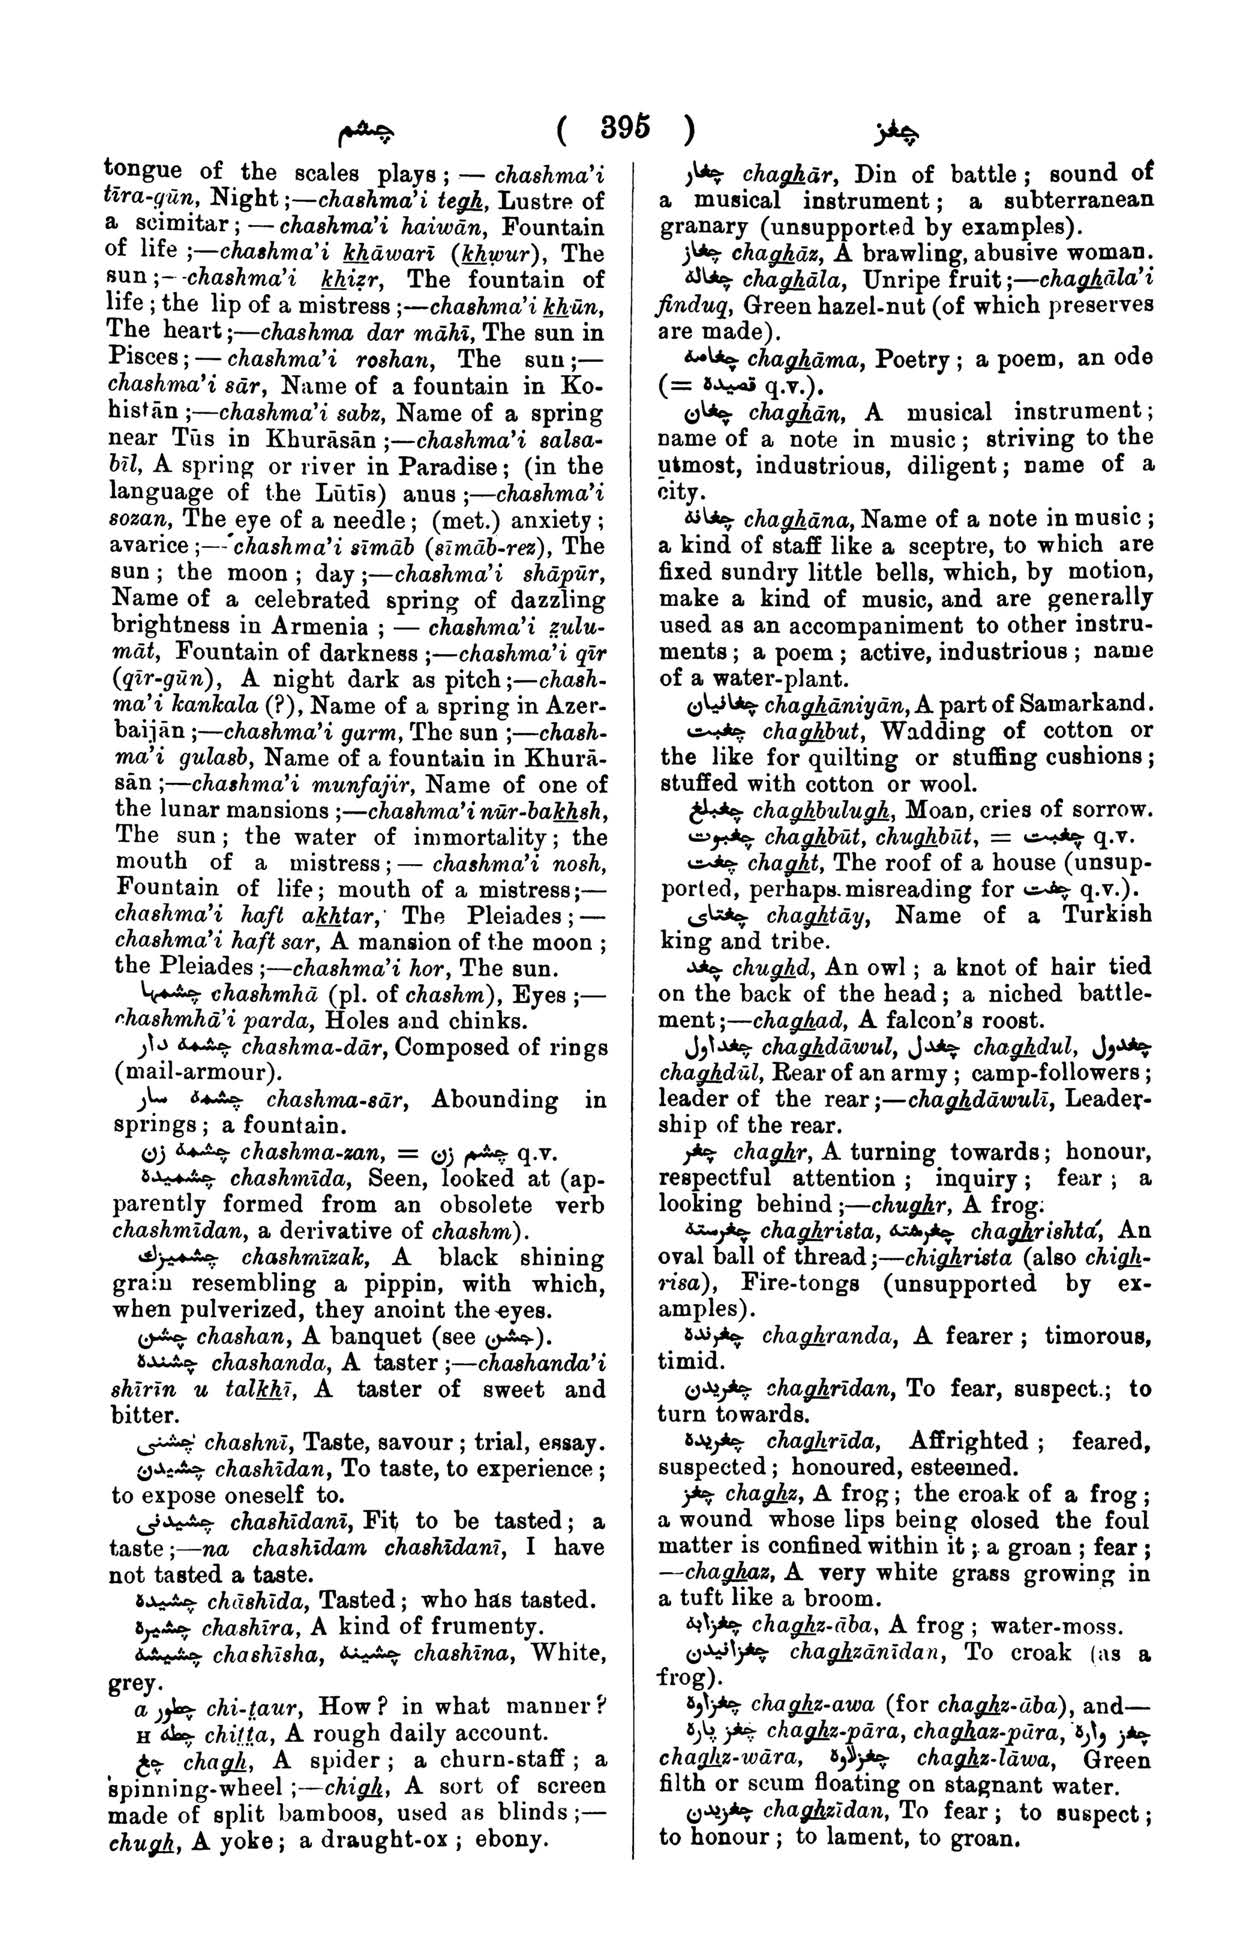 چشم ( 395 ) چغز
tongue of the scales plays ; — chashma'i
tīra-gūn, Night ;—chashma'i tegh, Lustre of
a scimitar ; — chashma'i haiwān, Fountain
of life ;—chashma'i khāwarī (khwur), The
sun ;—chashma'i khiẓr, The fountain of
life ; the lip of a mistress ;—chashma'i khūn,
The heart ;—chashma dar māhī, The sun in
Pisces ; — chashma'i roshan, The sun ;—
chashma'i sār, Name of a fountain in Ko-
histān ;—chashma'i sabz, Name of a spring
near Tūs in Khurāsān ;—chashma'i salsa-
bīl, A spring or river in Paradise ; (in the
language of the Lūtīs) anus ;—chashma'i
sozan, The eye of a needle ; (met.) anxiety ;
avarice ;—chashma'i sīmāb (sīmāb-rez), The
sun ; the moon ; day ;—chashma'i shāpūr,
Name of a celebrated spring of dazzling
brightness in Armenia ; — chashma'i z̤ulu-
māt, Fountain of darkness ;—chashma'i qīr
(qīr-gūn), A night dark as pitch ;—chash-
ma'i kankala (?), Name of a spring in Azer-
baijān ;—chashma'i garm, The sun ;—chash-
ma'i gulasb, Name of a fountain in Khurā-
sān ;—chashma'i munfajir, Name of one of
the lunar mansions ;—chashma'i nūr-bakhsh,
The sun ; the water of immortality ; the
mouth of a mistress ; — chashma'i nosh,
Fountain of life ; mouth of a mistress;—
chashma'i haft akhtar, The Pleiades ; —
chashma'i haft sar, A mansion of the moon ;
the Pleiades ;—chashma'i hor, The sun.
چشمها chashmhā (pl. of chashm), Eyes ;—
chashmhā'i parda, Holes and chinks.
چشمه دار chashma-dār, Composed of rings
(mail-armour).
چشمه سار chashma-sār, Abounding in
springs ; a fountain.
چشمه زن chashma-zan, = چشم زن q.v.
چشمیده chashmīda, Seen, looked at (ap-
parently formed from an obsolete verb
chashmīdan, a derivative of chashm).
چشمیزك chashmīzak, A black shining
grain resembling a pippin, with which,
when pulverized, they anoint the eyes.
چشن chashan, A banquet (see جشن).
چشنده chashanda, A taster ;—chashanda'i
shīrīn u talkhī, A taster of sweet and
bitter.
چشنی chashnī, Taste, savour ; trial, essay.
چشیدن chashīdan, To taste, to experience ;
to expose oneself to.
چشیدنی chashīdanī, Fit to be tasted ; a
taste ;—na chashīdam chashīdanī, I have
not tasted a taste.
چشیده chāshīda, Tasted ; who has tasted.
چشیره chashīra, A kind of frumenty.
چشیشه chashīsha, چشینه chashīna, White,
grey.
a چطور chi-t̤aur, How ? in what manner ?
H چطه chit̤t̤a, A rough daily account.
چغ chagh, A spider ; a churn-staff ; a
spinning-wheel ;—chigh, A sort of screen
made of split bamboos, used as blinds ;—
chugh, A yoke ; a draught-ox ; ebony.
چغار chaghār, Din of battle ; sound of
a musical instrument ; a subterranean
granary (unsupported by examples).
چغاز chaghāz, A brawling, abusive woman.
چغاله chaghāla, Unripe fruit ;—chaghāla'i
finduq, Green hazel-nut (of which preserves
are made).
چغامه chaghāma, Poetry ; a poem, an ode
(= قصیده q.v.).
چغان chaghān, A musical instrument ;
name of a note in music ; striving to the
utmost, industrious, diligent ; name of a
city.
چغانه chaghāna, Name of a note in music ;
a kind of staff like a sceptre, to which are
fixed sundry little bells, which, by motion,
make a kind of music, and are generally
used as an accompaniment to other instru-
ments ; a poem ; active, industrious ; name
of a water-plant.
چغانیان chaghāniyān, A part of Samarkand.
چغبت chaghbut, Wadding of cotton or
the like for quilting or stuffing cushions ;
stuffed with cotton or wool.
چغبلغ chaghbulugh, Moan, cries of sorrow.
چغبوت chaghbūt, chughbūt, = چغبت q.v.
چغت chaght, The roof of a house (unsup-
ported, perhaps misreading for چفت q.v.).
چغتای chaghtāy, Name of a Turkish
king and tribe.
چغد chughd, An owl ; a knot of hair tied
on the back of the head ; a niched battle-
ment ;—chaghad, A falcon's roost.
چغداول chaghdāwul, چغدل chaghdul, چغدول
chaghdūl, Rear of an army ; camp-followers ;
leader of the rear ;—chaghdāwulī, Leader-
ship of the rear.
چغر chaghr, A turning towards ; honour,
respectful attention ; inquiry ; fear ; a
looking behind ;—chughr, A frog.
چغرسته chaghrista, چغرشته chaghrishta, An
oval ball of thread ;—chighrista (also chigh-
risa), Fire-tongs (unsupported by ex-
amples).
چغرنده chaghranda, A fearer ; timorous,
timid.
چغریدن chaghrīdan, To fear, suspect ; to
turn towards.
چغریده chaghrīda, Affrighted ; feared,
suspected ; honoured, esteemed.
چغز chaghz, A frog ; the croak of a frog ;
a wound whose lips being closed the foul
matter is confined within it ; a groan ; fear ;
—chaghaz, A very white grass growing in
a tuft like a broom.
چغزابه chaghz-āba, A frog ; water-moss.
چغزانیدن chaghzānīdan, To croak (as a
frog).
چغزاوه chaghz-awa (for chaghz-āba), and—
چغز پاره chaghz-pāra, chaghaz-pāra, چغز واره
chaghz-wāra, چغزلاوه chaghz-lāwa, Green
filth or scum floating on stagnant water.
چغزیدن chaghzīdan, To fear ; to suspect ;
to honour ; to lament, to groan.